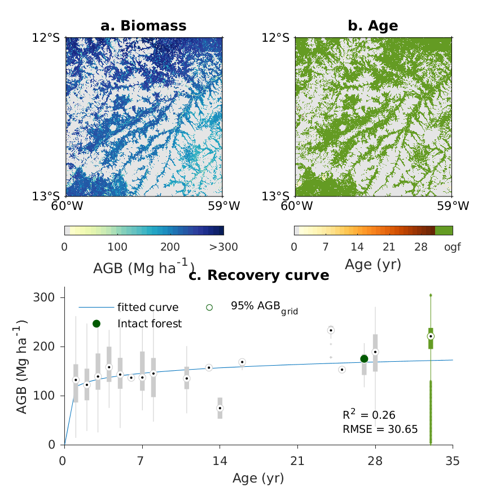 a. Biomass
b. Age
12°S
12°S
13°S
13°S
60°W
59°W
60°W
59°W
0 100 200 >300
0 7 14 21 28 ogf
AGB (Mg ha⁻¹)
Age (yr)
c. Recovery curve
300
200
100
0
AGB (Mg ha⁻¹)
fitted curve
95% AGB_grid
Intact forest
R² = 0.26
RMSE = 30.65
0 7 14 21 28 35
Age (yr)